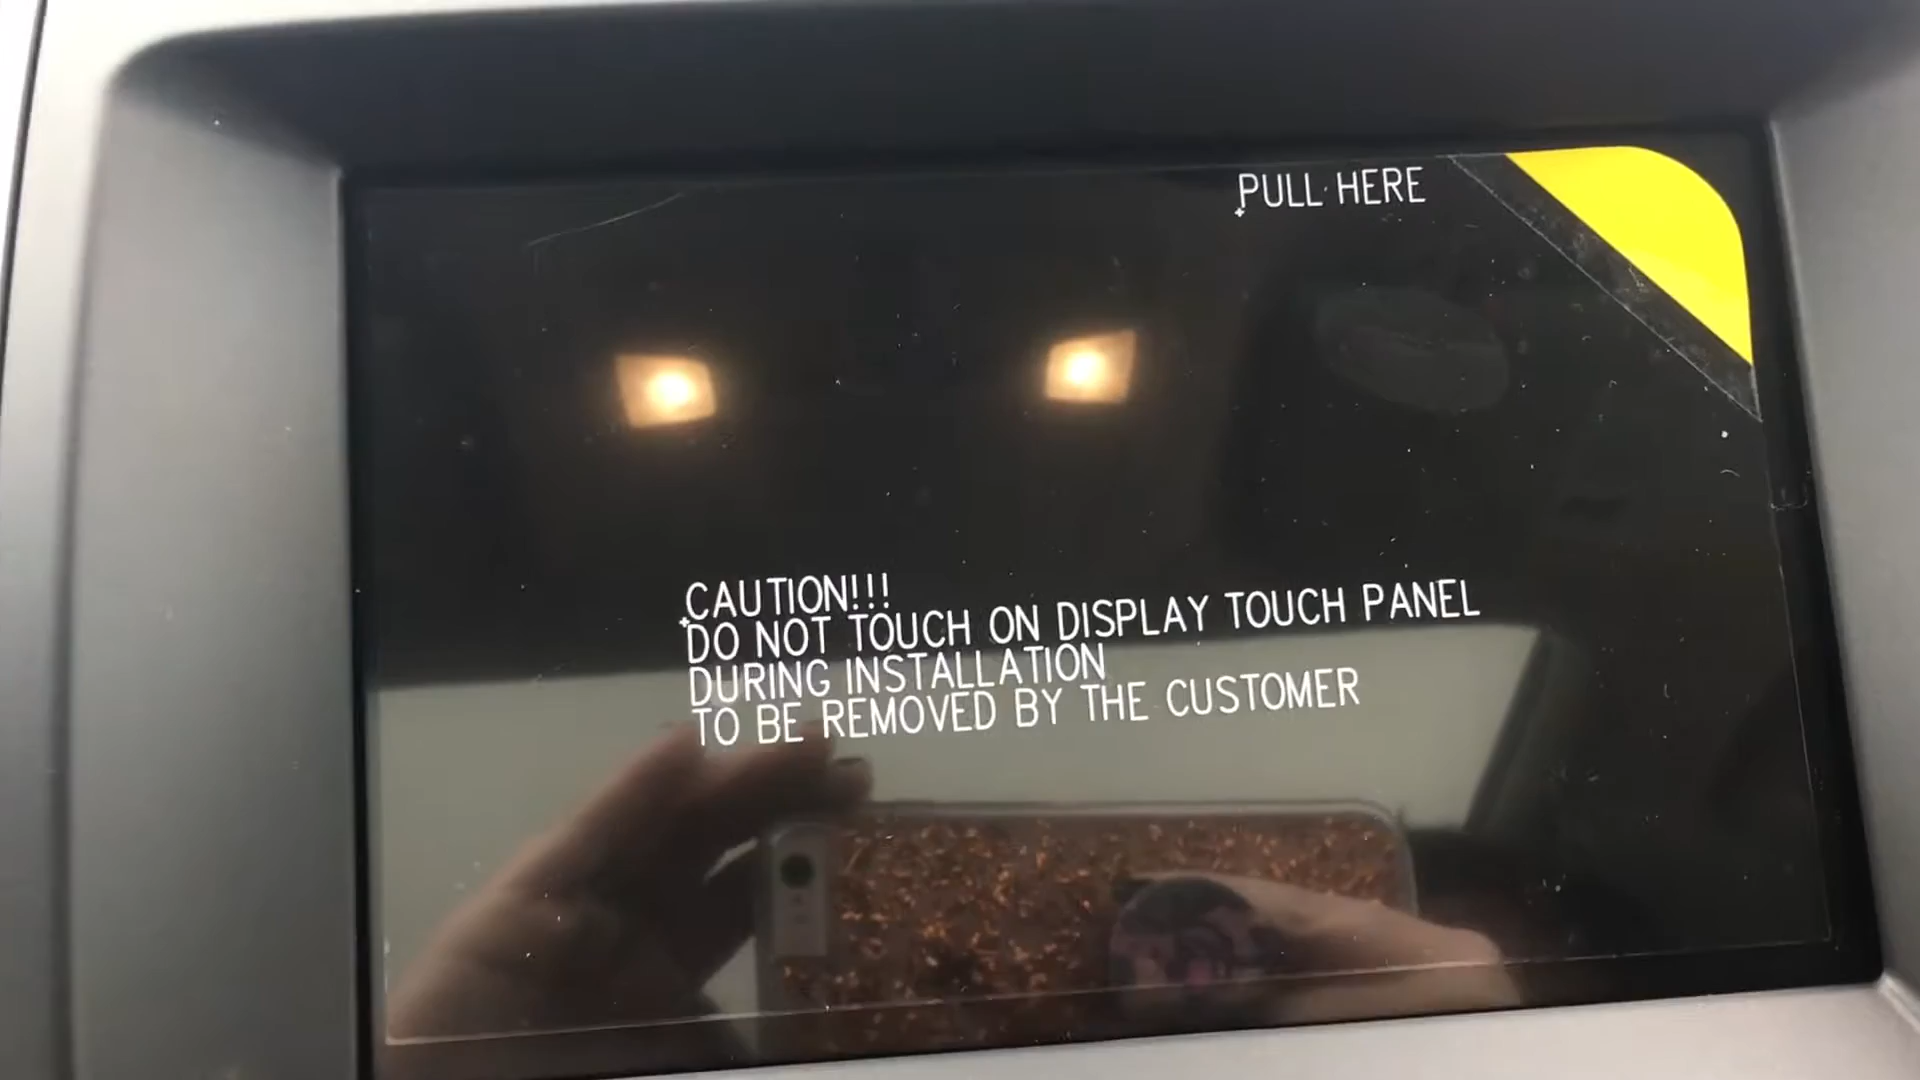 PULL HERE
CAUTION!!!
DO NOT TOUCH ON DISPLAY TOUCH PANEL
DURING INSTALLATION
TO BE REMOVED BY THE CUSTOMER